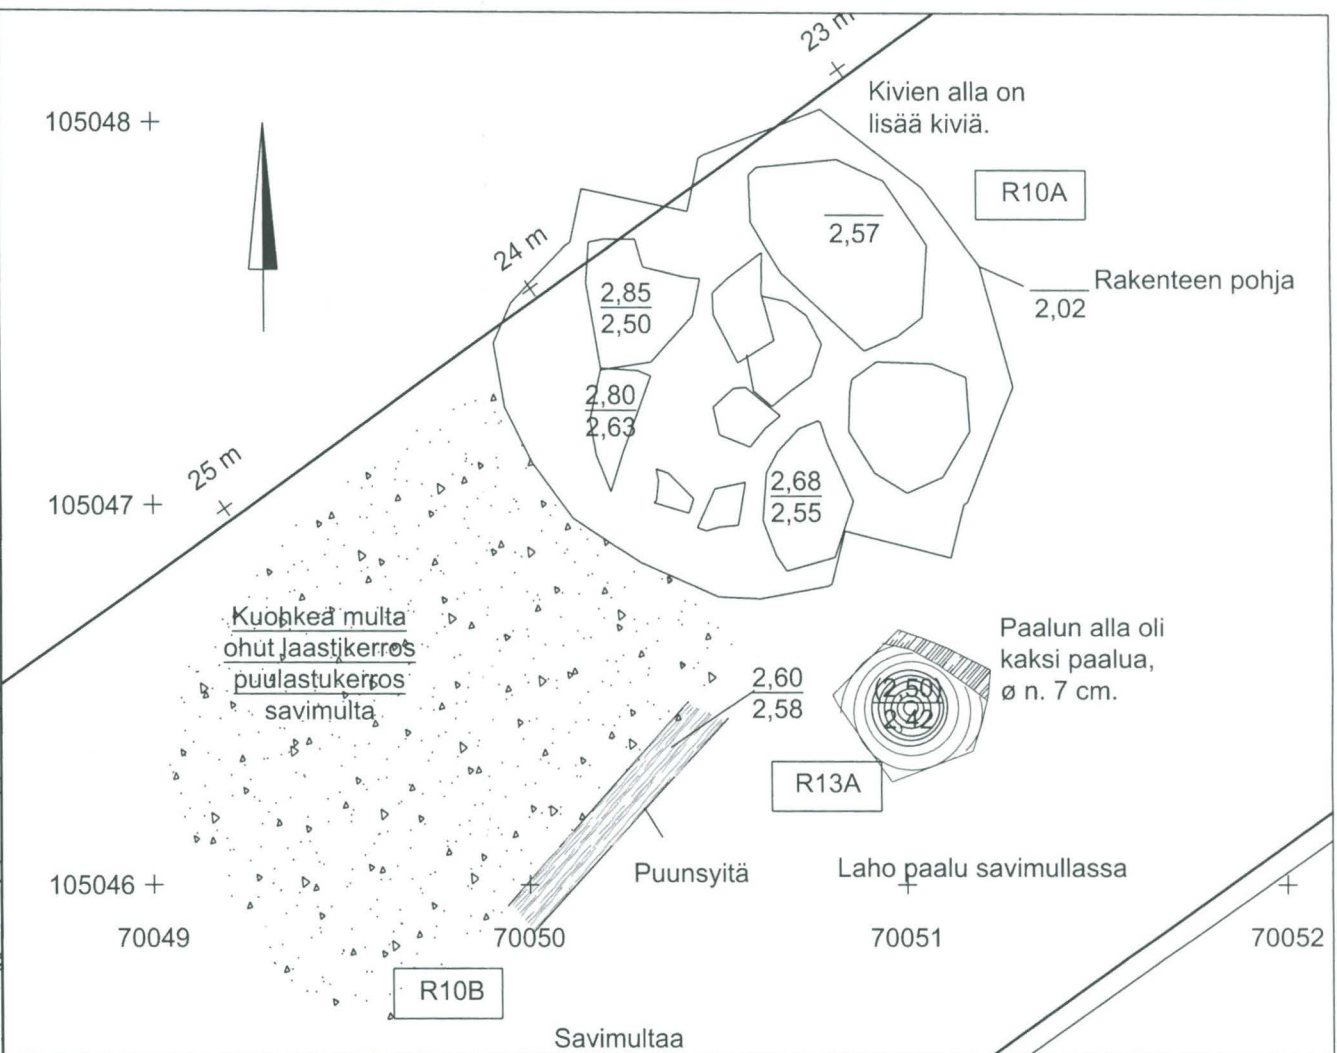 23 m
Kivien alla on
lisää kiviä.
105048
R10A
2,57
24 m
2,85
2,50
Rakenteen pohja
2,02
2,80
2,63
25 m
105047
2,68
2,55
Kuohkea multa
ohut laastikerros
puulastukerros
savimulta
Paalun alla oli
kaksi paalua,
ø n. 7 cm.
2,60
2,58
(2,50)
2,42
R13A
Puunsyitä
Laho paalu savimullassa
105046
70049
70050
70051
70052
R10B
Savimultaa